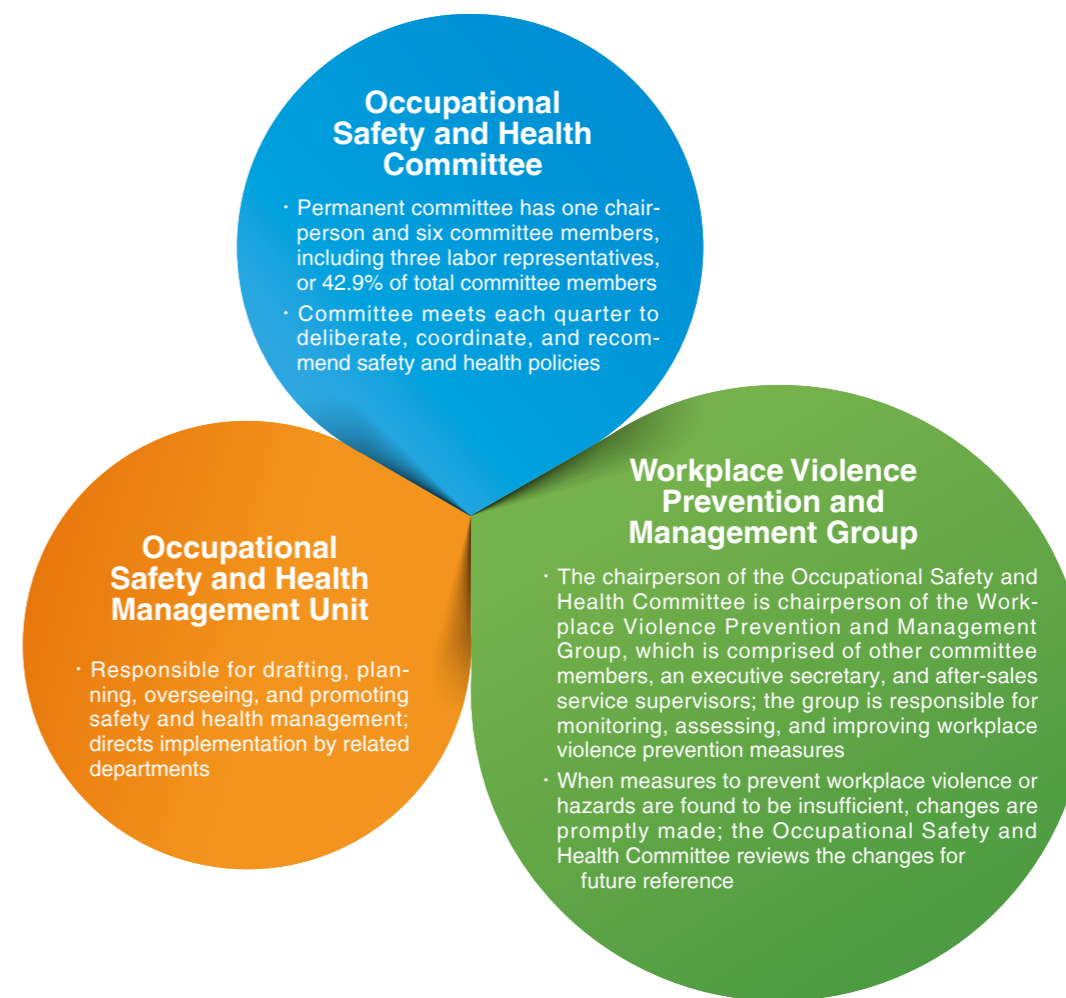 Occupational
Safety and Health
Committee
· Permanent committee has one chair-
person and six committee members,
including three labor representatives,
or 42.9% of total committee members
· Committee meets each quarter to
deliberate, coordinate, and recom-
mend safety and health policies
Occupational
Safety and Health
Management Unit
· Responsible for drafting, plan-
ning, overseeing, and promoting
safety and health management;
directs implementation by related
departments
Workplace Violence
Prevention and
Management Group
· The chairperson of the Occupational Safety and
Health Committee is chairperson of the Work-
place Violence Prevention and Management
Group, which is comprised of other committee
members, an executive secretary, and after-sales
service supervisors; the group is responsible for
monitoring, assessing, and improving workplace
violence prevention measures
· When measures to prevent workplace violence or
hazards are found to be insufficient, changes are
promptly made; the Occupational Safety and
Health Committee reviews the changes for
future reference